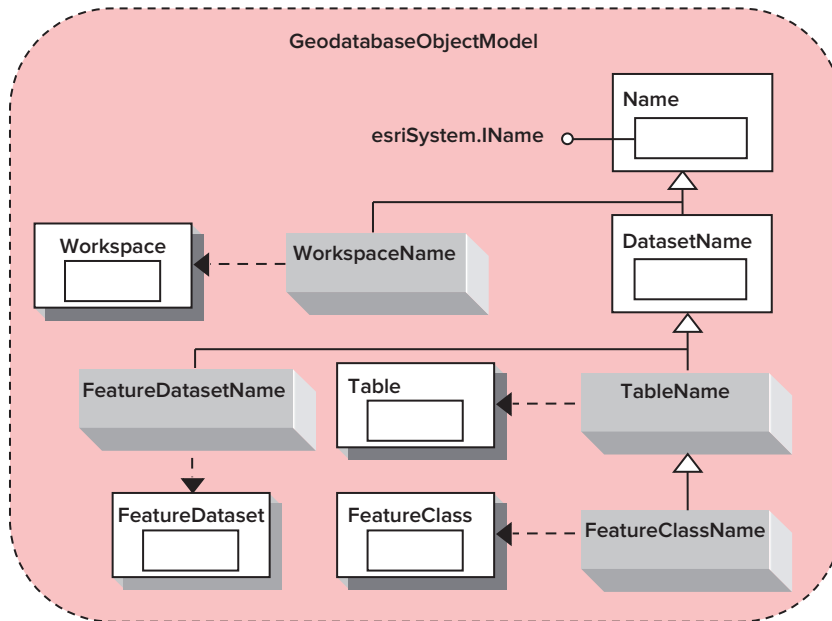 GeodatabaseObjectModel
Name
esriSystem.IName
Workspace
WorkspaceName
DatasetName
FeatureDatasetName
Table
TableName
FeatureDataset
FeatureClass
FeatureClassName